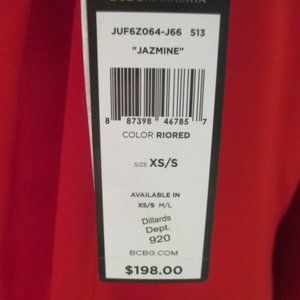 JUF6Z064-J66 513
"JAZMINE"
8 87398 46785 7
COLOR RIORED
SIZE XS/S
AVAILABLE IN
XS/S M/L
Dillards
Dept.
920
BCBG.COM
$198.00